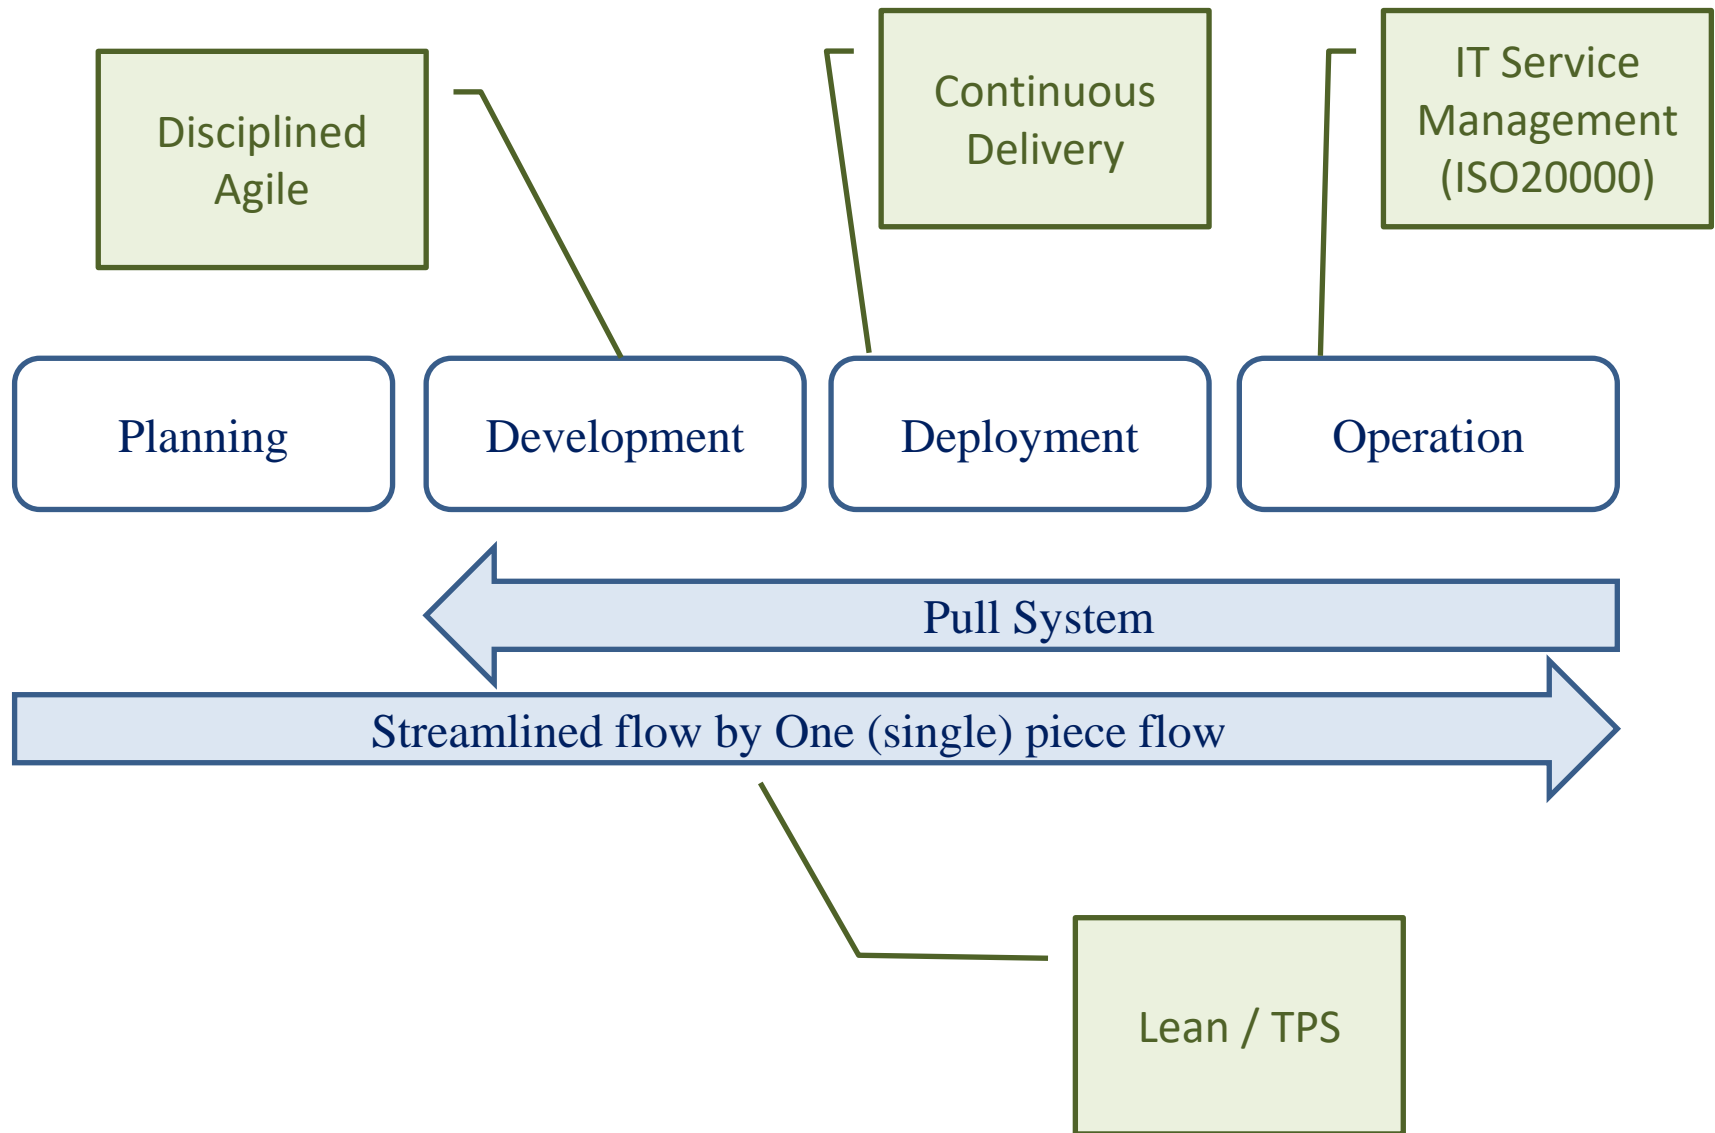 Disciplined
Agile
Continuous
Delivery
IT Service
Management
(ISO20000)
Planning
Development
Deployment
Operation
Pull System
Streamlined flow by One (single) piece flow
Lean / TPS